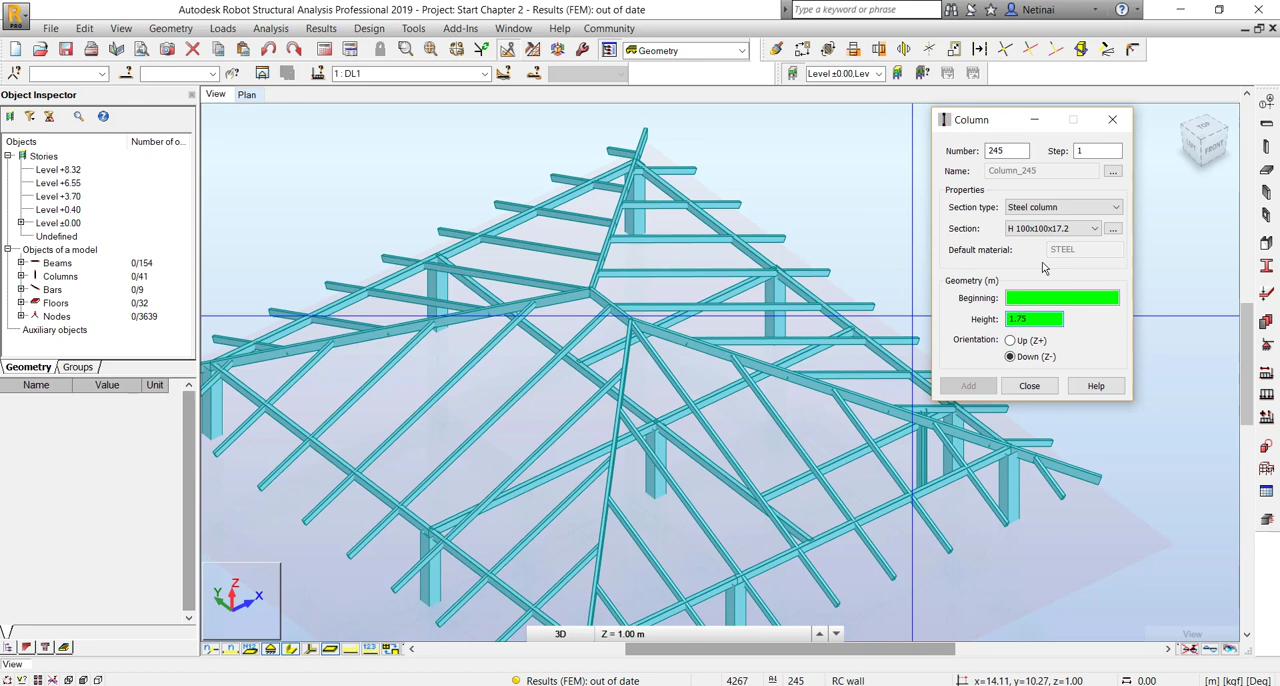 Autodesk Robot Structural Analysis Professional 2019 - Project: Start Chapter 2 - Results (FEM): out of date
Type a keyword or phrase
Netinai
PRO
File Edit View Geometry Loads Analysis Results Design Tools Add-Ins Window Help Community
Geometry
1: DL1
Level ±0.00,Lev
Object Inspector
Objects Number of o...
Stories
Level +8.32
Level +6.55
Level +3.70
Level +0.40
Level ±0.00
Undefined
Objects of a model
Beams 0/154
Columns 0/41
Bars 0/9
Floors 0/32
Nodes 0/3639
Auxiliary objects
Geometry Groups
Name Value Unit
View Plan
TOP
FRONT
Column
Number: 245 Step: 1
Name: Column_245 ...
Properties
Section type: Steel column
Section: H 100x100x17.2 ...
Default material: STEEL
Geometry (m)
Beginning:
Height: 1.75
Orientation: Up (Z+)
Down (Z-)
Add Close Help
Z
Y
X
3D Z = 1.00 m
View
View
Results (FEM): out of date 4267 245 RC wall x=14.11, y=10.27, z=1.00 0.00 [m] [kgf] [Deg]